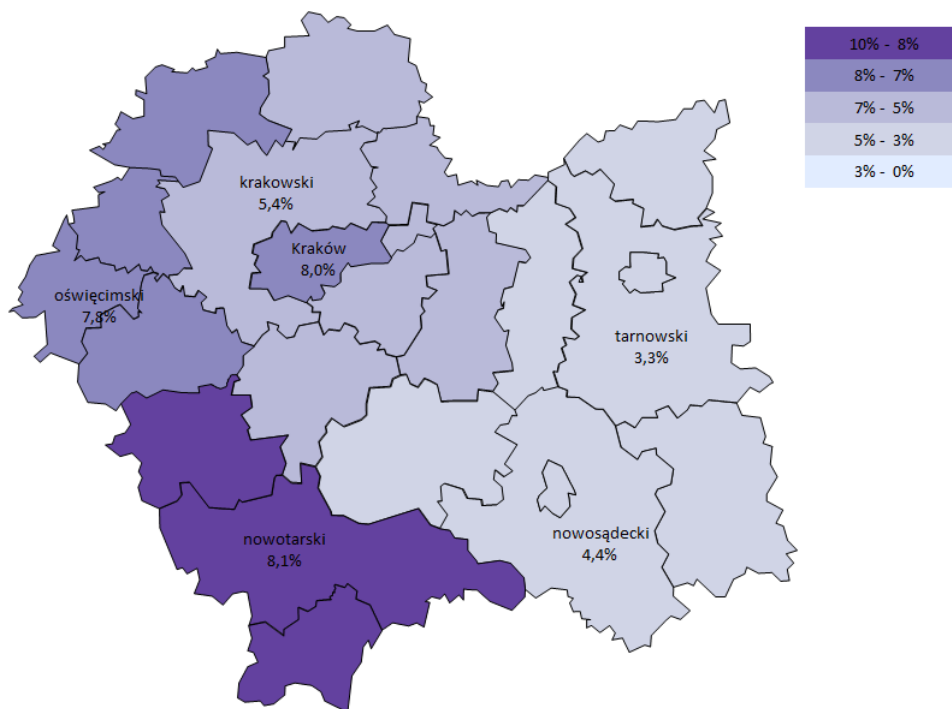 10% - 8%
8% - 7%
7% - 5%
5% - 3%
3% - 0%
krakowski
5,4%
Kraków
8,0%
oświęcimski
7,8%
tarnowski
3,3%
nowotarski
8,1%
nowosądecki
4,4%